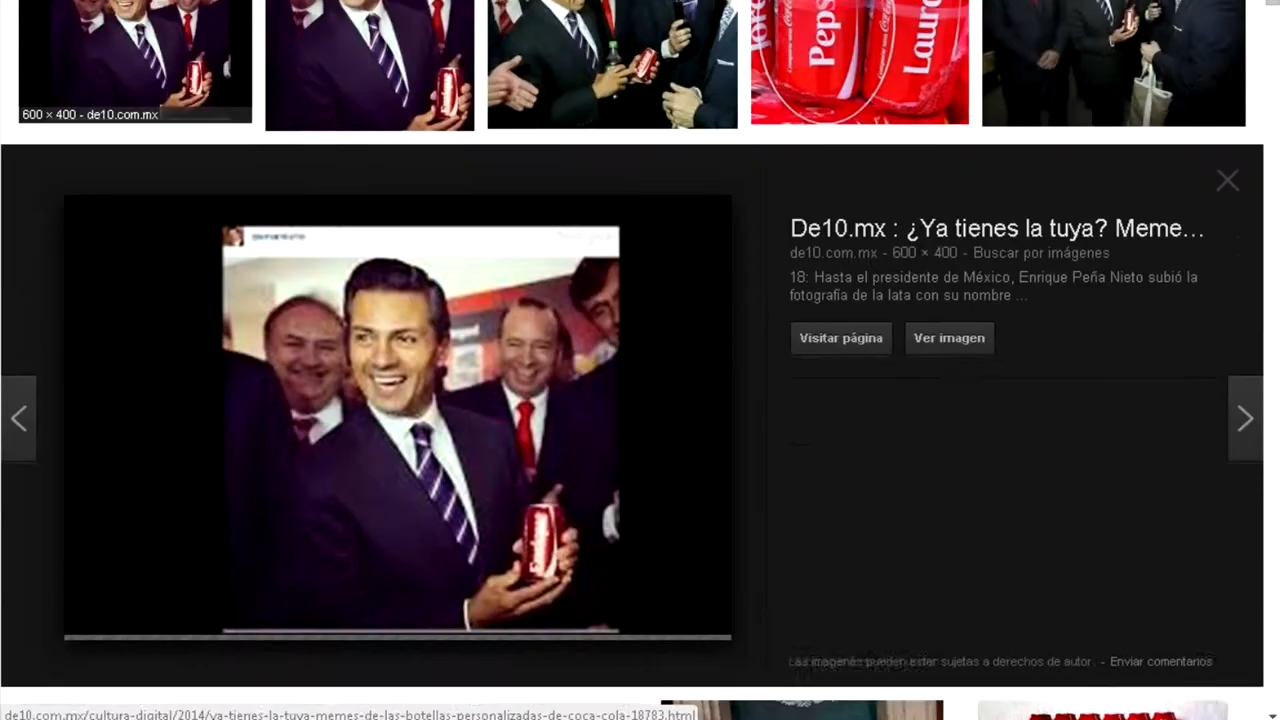 600 × 400 - de10.com.mx
Pepsi
Lauro
De10.mx : ¿Ya tienes la tuya? Meme...
de10.com.mx - 600 × 400 - Buscar por imágenes
18: Hasta el presidente de México, Enrique Peña Nieto subió la
fotografía de la lata con su nombre ...
Visitar página
Ver imagen
Las imágenes pueden estar sujetas a derechos de autor. - Enviar comentarios
de10.com.mx/cultura-digital/2014/ya-tienes-la-tuya-memes-de-las-botellas-personalizadas-de-coca-cola-18783.html